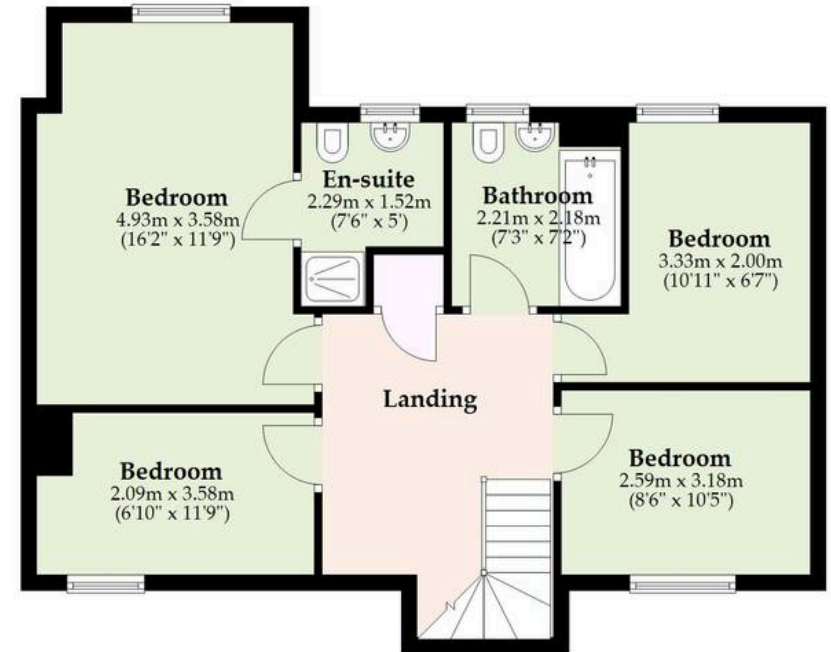 Bedroom
4.93m x 3.58m
(16'2" x 11'9")
En-suite
2.29m x 1.52m
(7'6" x 5')
Bathroom
2.21m x 2.18m
(7'3" x 7'2")
Bedroom
3.33m x 2.00m
(10'11" x 6'7")
Landing
Bedroom
2.09m x 3.58m
(6'10" x 11'9")
Bedroom
2.59m x 3.18m
(8'6" x 10'5")